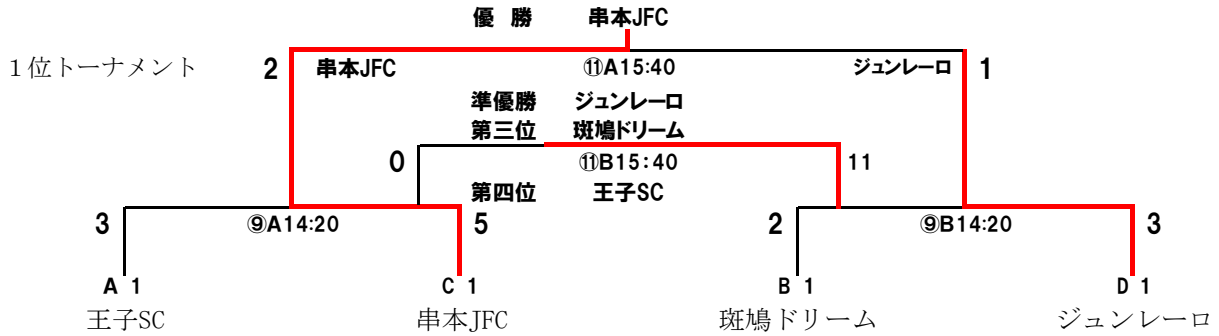 優 勝 串本JFC
1位トーナメント 2 串本JFC ⑪A15:40 ジュンレーロ 1
準優勝 ジュンレーロ
第三位 斑鳩ドリーム
0 ⑪B15:40 11
第四位 王子SC
3 ⑨A14:20 5 2 ⑨B14:20 3
A 1 C 1 B 1 D 1
王子SC 串本JFC 斑鳩ドリーム ジュンレーロ